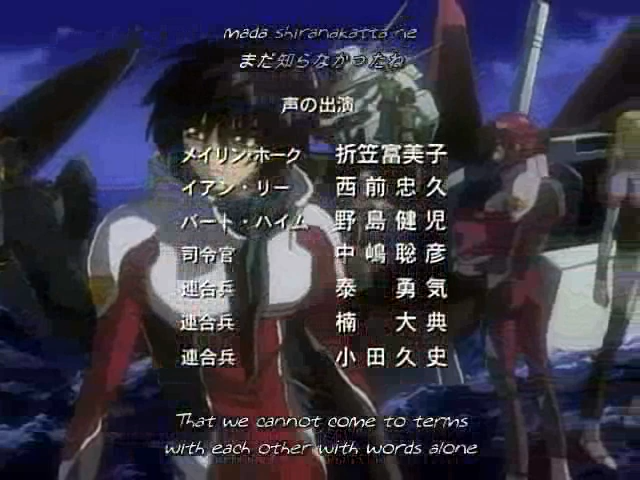 mada shiranakatta ne
まだ知らなかったね
声の出演
メイリン・ホーク 折笠富美子
イアン・リー 西前忠久
バート・ハイム 野島健児
司令官 中嶋聡彦
連合兵 泰勇気
連合兵 楠大典
連合兵 小田久史
That we cannot come to terms
with each other with words alone